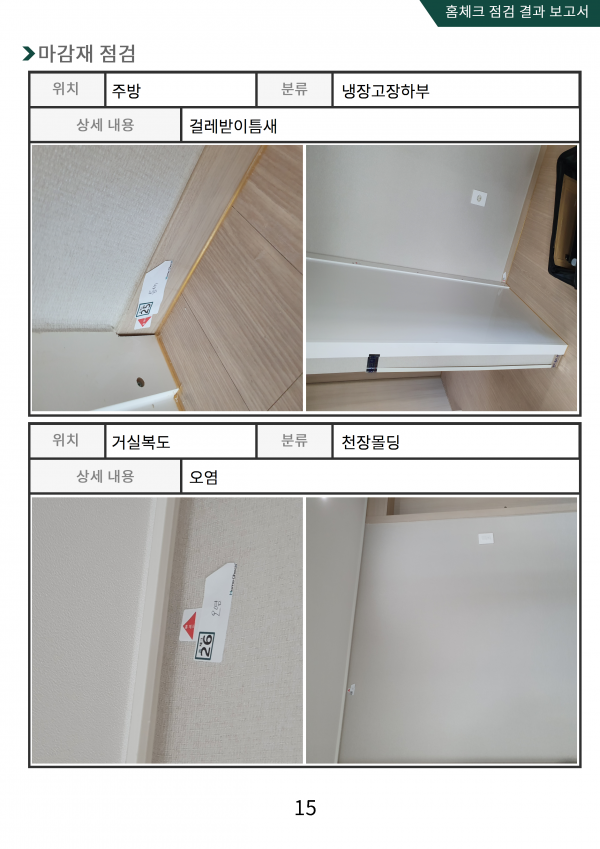 홈체크 점검 결과 보고서
마감재 점검
위치 주방 분류 냉장고장하부
상세 내용 걸레받이틈새
25
위치 거실복도 분류 천장몰딩
상세 내용 오염
오염
26
15